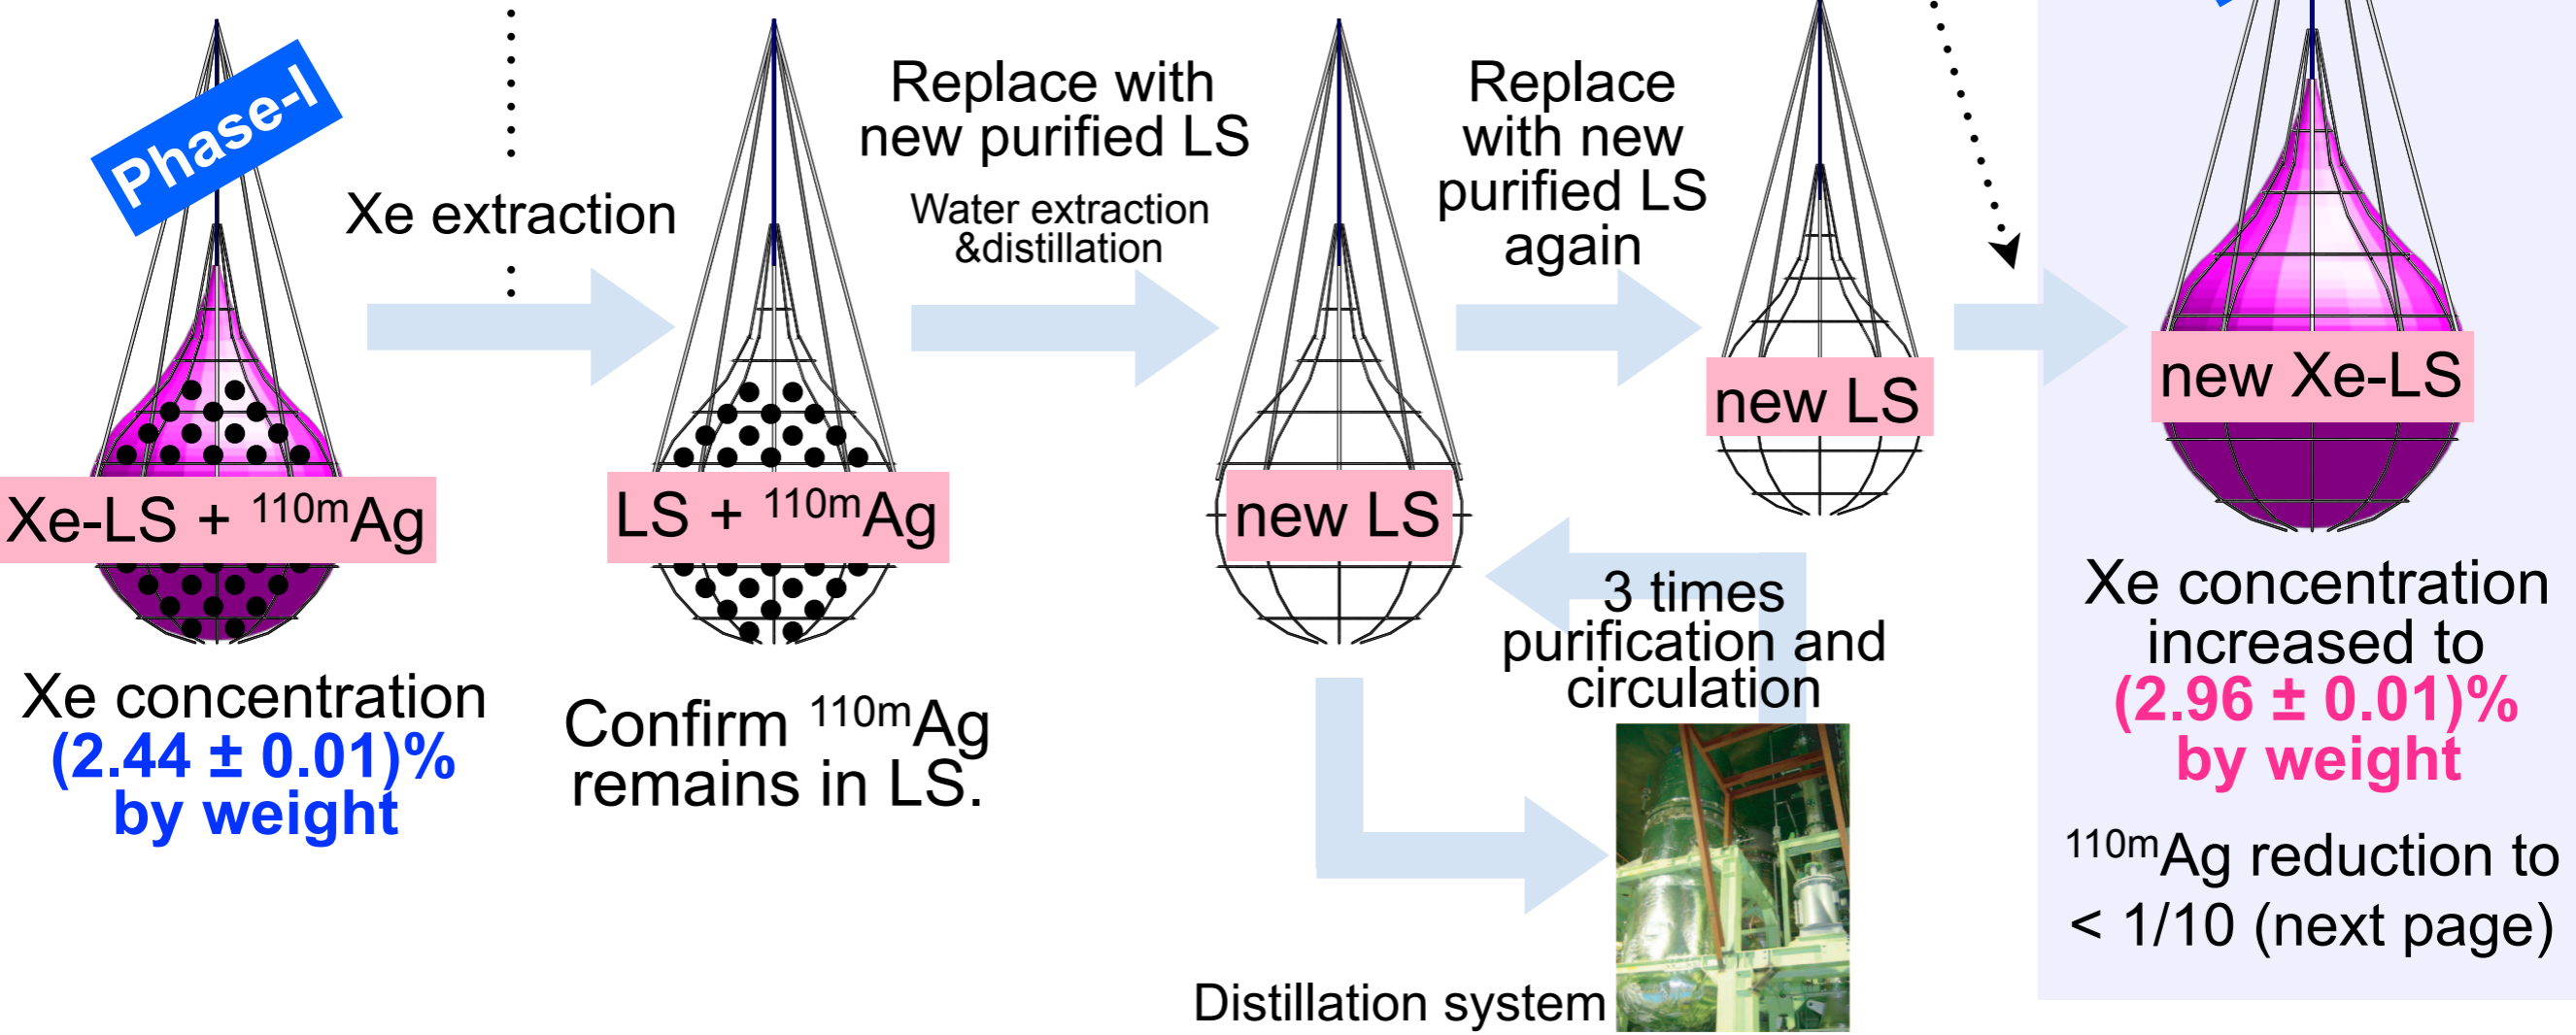 Phase-I
Xe extraction
Replace with
new purified LS
Water extraction
&distillation
Replace
with new
purified LS
again
Xe-LS + 110mAg
LS + 110mAg
new LS
new LS
new Xe-LS
Xe concentration
(2.44 ± 0.01)%
by weight
Confirm 110mAg
remains in LS.
3 times
purification and
circulation
Distillation system
Xe concentration
increased to
(2.96 ± 0.01)%
by weight
110mAg reduction to
< 1/10 (next page)